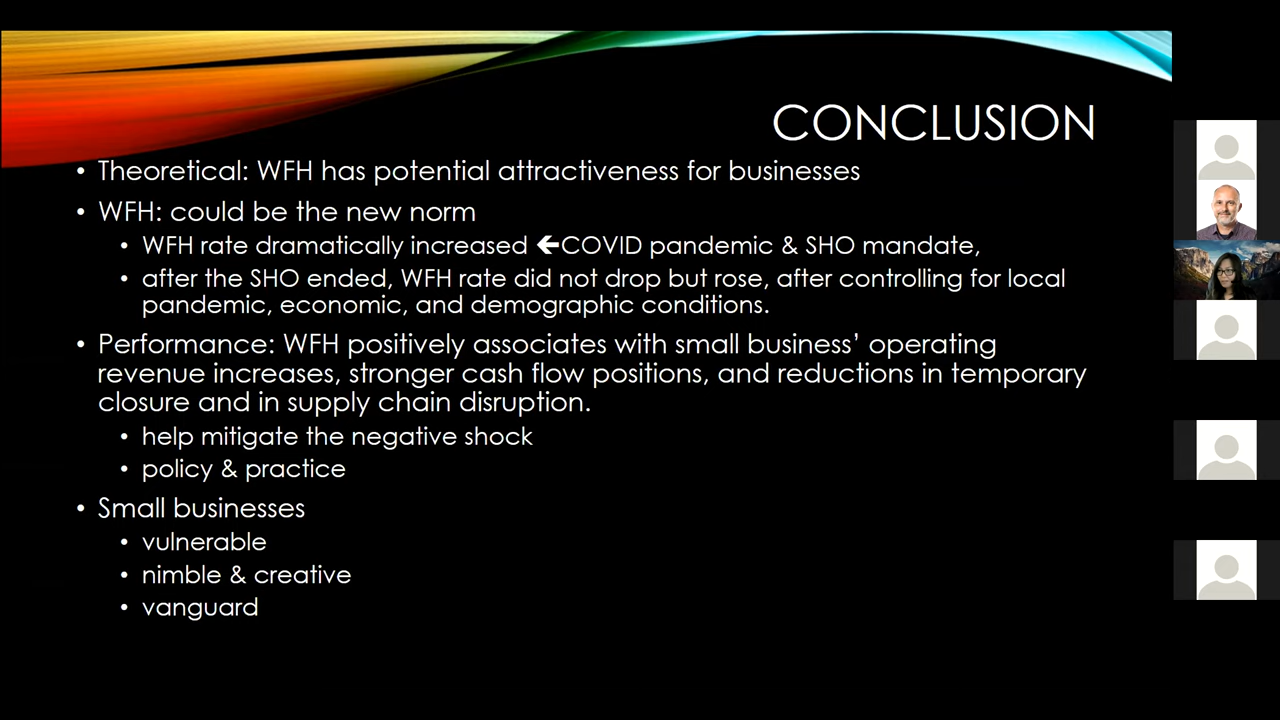 CONCLUSION
• Theoretical: WFH has potential attractiveness for businesses
• WFH: could be the new norm
• WFH rate dramatically increased 🡸COVID pandemic & SHO mandate,
• after the SHO ended, WFH rate did not drop but rose, after controlling for local
pandemic, economic, and demographic conditions.
• Performance: WFH positively associates with small business’ operating
revenue increases, stronger cash flow positions, and reductions in temporary
closure and in supply chain disruption.
• help mitigate the negative shock
• policy & practice
• Small businesses
• vulnerable
• nimble & creative
• vanguard